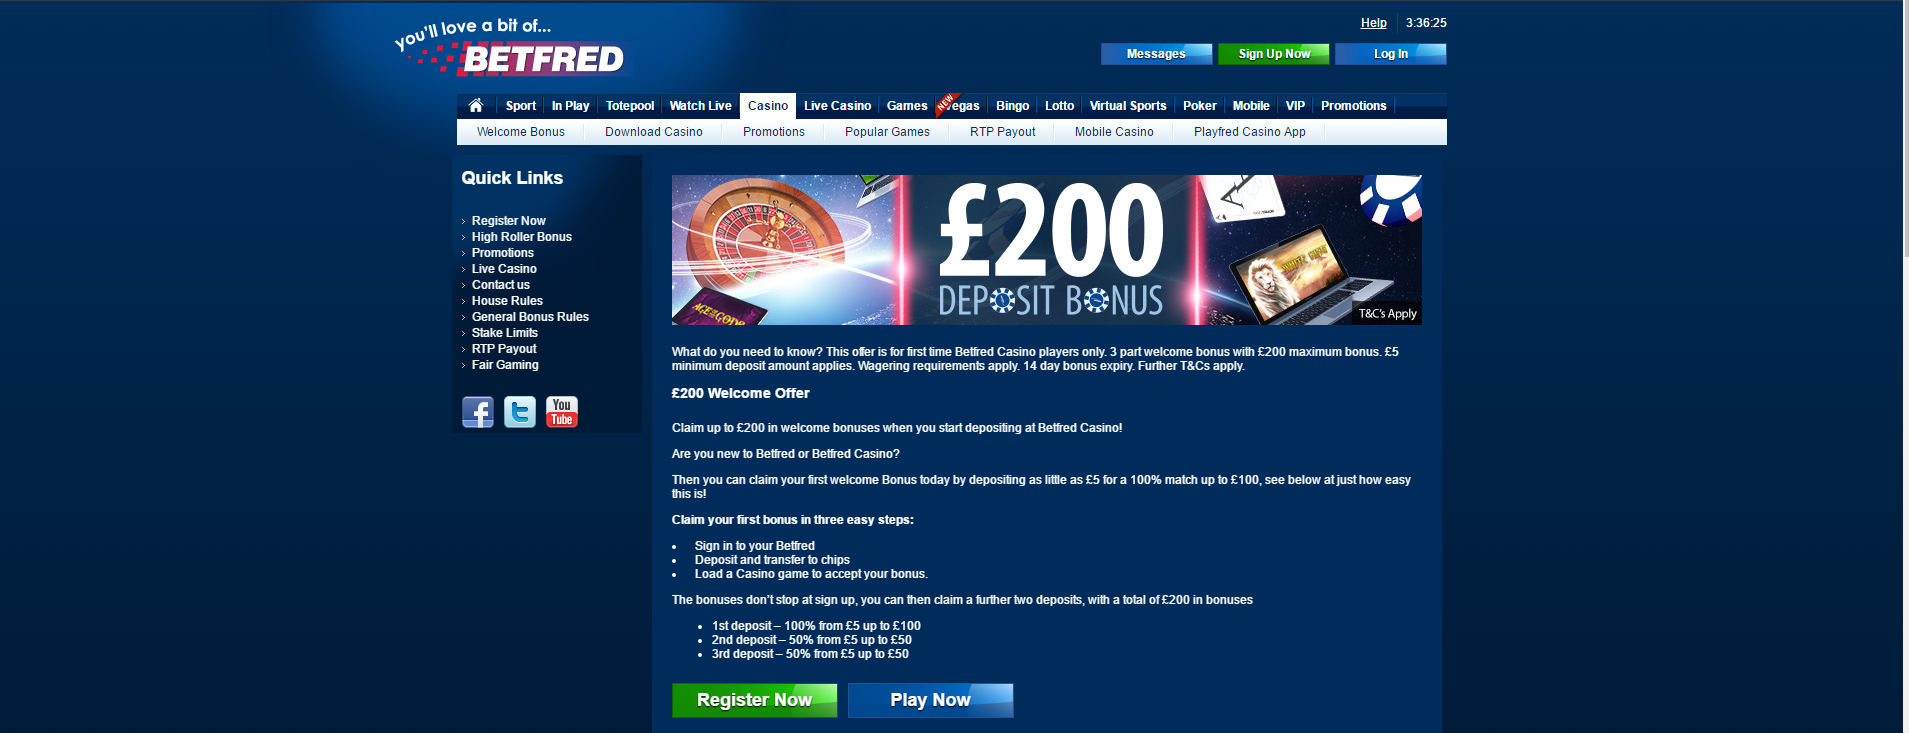 you'll love a bit of...
BETFRED
Help 3:36:25
Messages Sign Up Now Log In
Sport In Play Totepool Watch Live Casino Live Casino Games Vegas Bingo Lotto Virtual Sports Poker Mobile VIP Promotions
NEW
Welcome Bonus Download Casino Promotions Popular Games RTP Payout Mobile Casino Playfred Casino App
Quick Links
Register Now
High Roller Bonus
Promotions
Live Casino
Contact us
House Rules
General Bonus Rules
Stake Limits
RTP Payout
Fair Gaming
You
Tube
£200
DEPOSIT BONUS
AGE OF THE GODS
WHITE KING
T&C's Apply
What do you need to know? This offer is for first time Betfred Casino players only. 3 part welcome bonus with £200 maximum bonus. £5
minimum deposit amount applies. Wagering requirements apply. 14 day bonus expiry. Further T&Cs apply.
£200 Welcome Offer
Claim up to £200 in welcome bonuses when you start depositing at Betfred Casino!
Are you new to Betfred or Betfred Casino?
Then you can claim your first welcome Bonus today by depositing as little as £5 for a 100% match up to £100, see below at just how easy
this is!
Claim your first bonus in three easy steps:
• Sign in to your Betfred
• Deposit and transfer to chips
• Load a Casino game to accept your bonus.
The bonuses don't stop at sign up, you can then claim a further two deposits, with a total of £200 in bonuses
• 1st deposit – 100% from £5 up to £100
• 2nd deposit – 50% from £5 up to £50
• 3rd deposit – 50% from £5 up to £50
Register Now Play Now